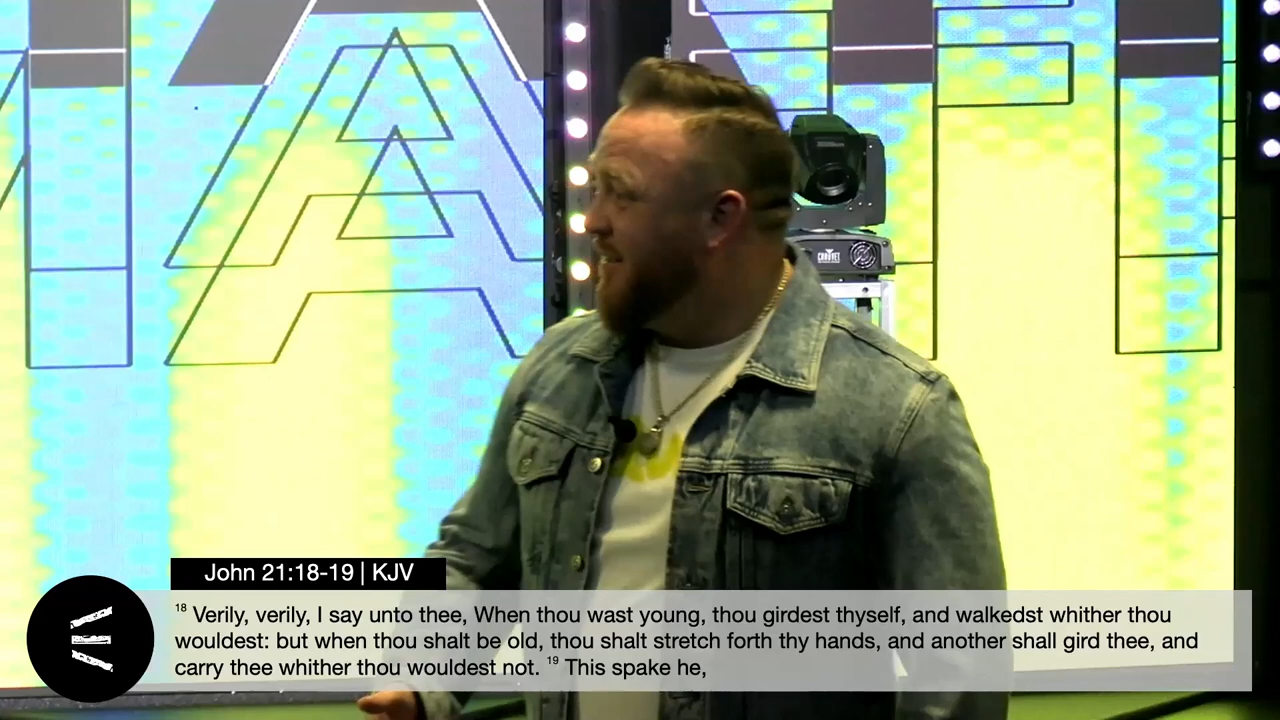 CHAUVET
John 21:18-19 | KJV
18 Verily, verily, I say unto thee, When thou wast young, thou girdest thyself, and walkedst whither thou
wouldest: but when thou shalt be old, thou shalt stretch forth thy hands, and another shall gird thee, and
carry thee whither thou wouldest not. 19 This spake he,